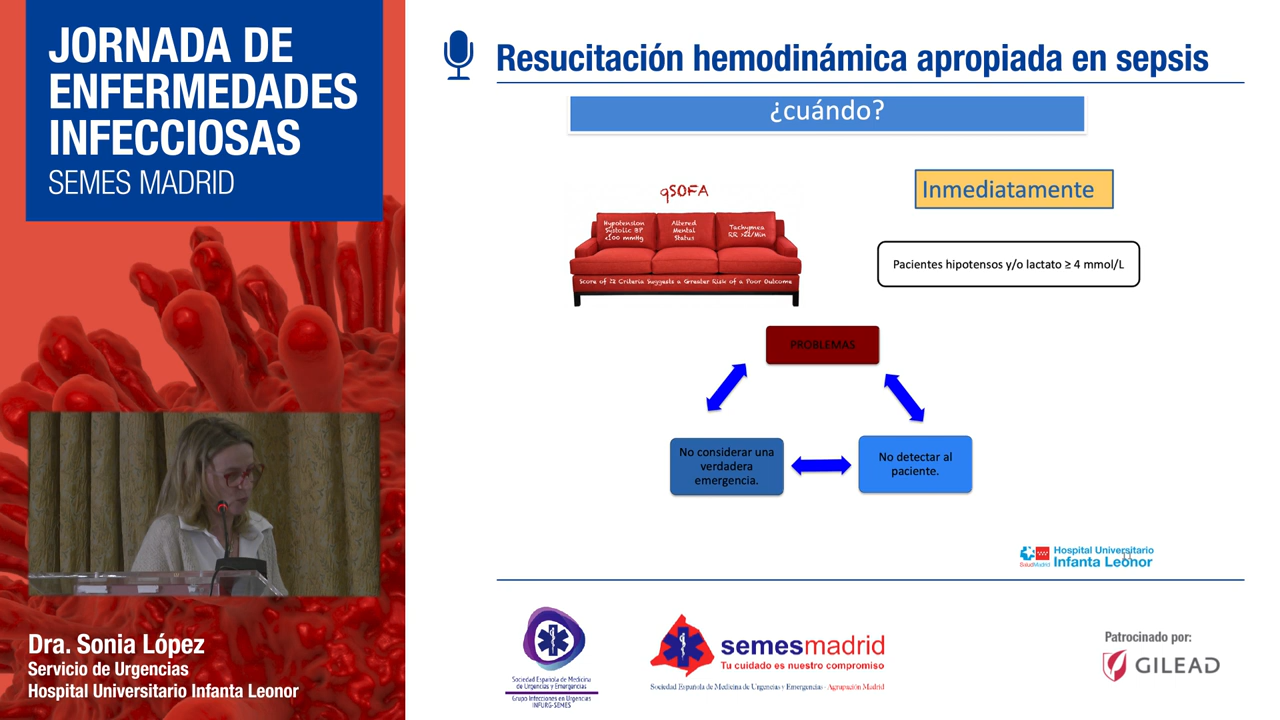 JORNADA DE
ENFERMEDADES
INFECCIOSAS
SEMES MADRID
Resucitación hemodinámica apropiada en sepsis
¿cuándo?
qSOFA
Hypotension
Systolic BP
<100 mmHg
Altered
Mental
Status
Tachypnea
RR >22/Min
Score of ≥2 Criteria Suggests a Greater Risk of a Poor Outcome
Inmediatamente
Pacientes hipotensos y/o lactato ≥ 4 mmol/L
PROBLEMAS
No considerar una
verdadera
emergencia.
No detectar al
paciente.
SaludMadrid
Hospital Universitario
Infanta Leonor
Dra. Sonia López
Servicio de Urgencias
Hospital Universitario Infanta Leonor
Sociedad Española de Medicina
de Urgencias y Emergencias
Grupo Infecciones en Urgencias
INFURG-SEMES
semesmadrid
Tu cuidado es nuestro compromiso
Sociedad Española de Medicina de Urgencias y Emergencias - Agrupación Madrid
Patrocinado por:
GILEAD